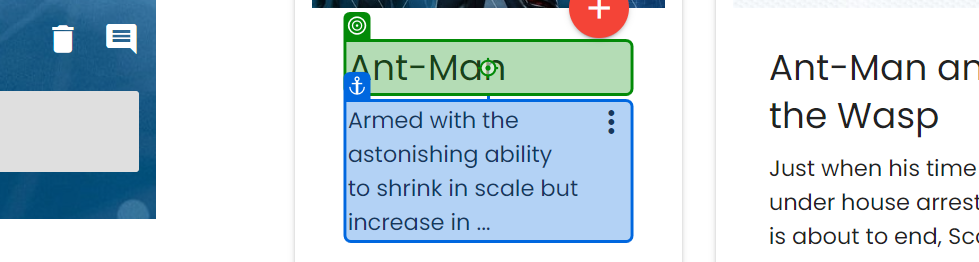 Ant-Man
Armed with the
astonishing ability
to shrink in scale but
increase in ...
Ant-Man an
the Wasp
Just when his time
under house arrest
is about to end, Sc